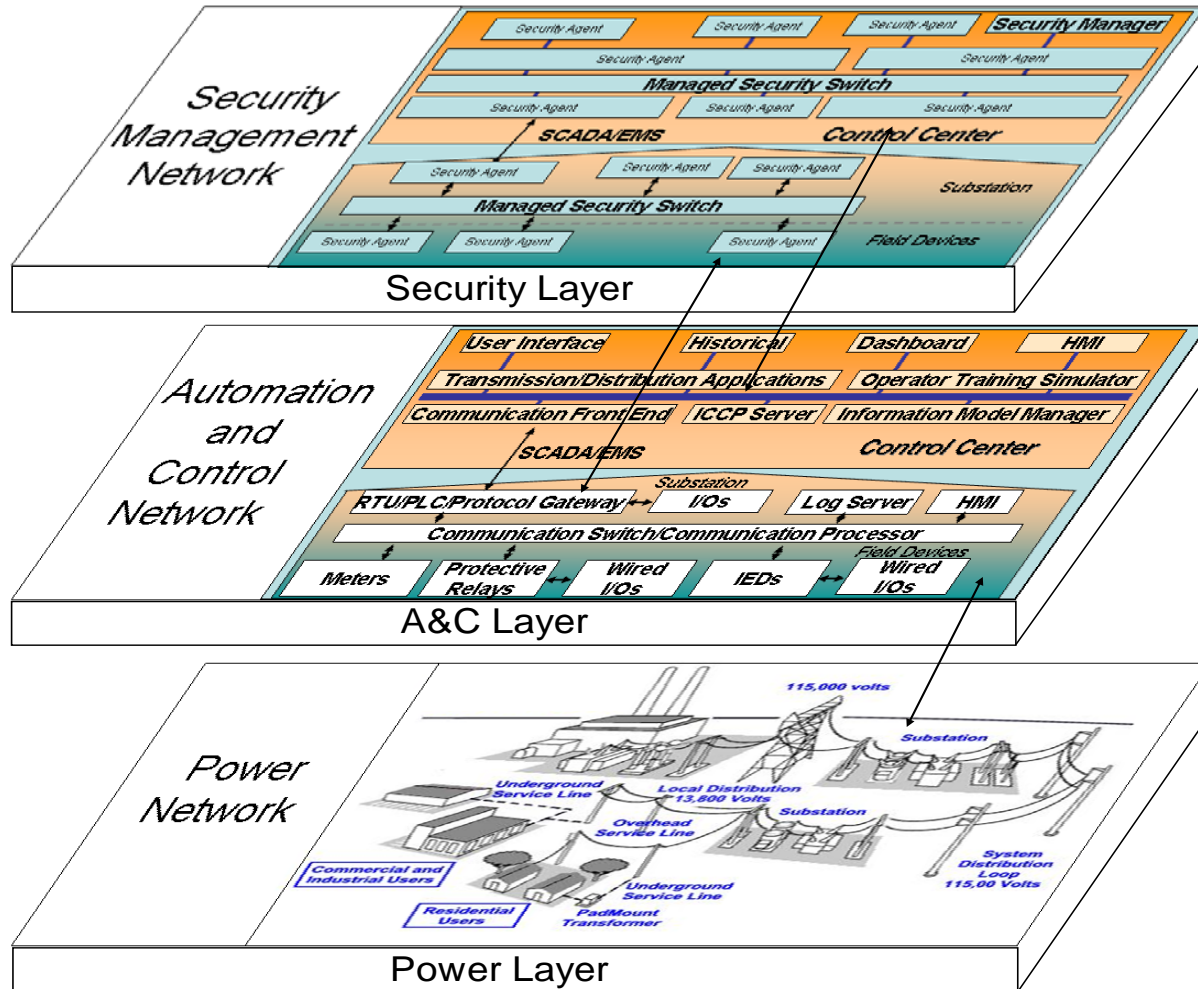 Security Agent
Security Agent
Security Agent
Security Manager
Security Agent
Security Agent
Managed Security Switch
Security Agent
Security Agent
Security Agent
SCADA/EMS
Control Center
Security Agent
Security Agent
Security Agent
Substation
Managed Security Switch
Security Agent
Security Agent
Security Agent
Field Devices
Security
Management
Network
Security Layer
User Interface
Historical
Dashboard
HMI
Transmission/Distribution Applications
Operator Training Simulator
Communication Front End
ICCP Server
Information Model Manager
SCADA/EMS
Control Center
Substation
RTU/PLC/Protocol Gateway
I/Os
Log Server
HMI
Communication Switch/Communication Processor
Field Devices
Meters
Protective
Relays
Wired
I/Os
IEDs
Wired
I/Os
Automation
and
Control
Network
A&C Layer
115,000 volts
Substation
Underground
Service Line
Local Distribution
13,800 Volts
Substation
Overhead
Service Line
System
Distribution
Loop
115,00 Volts
Commercial and
Industrial Users
Underground
Service Line
Residential
Users
PadMount
Transformer
Power
Network
Power Layer